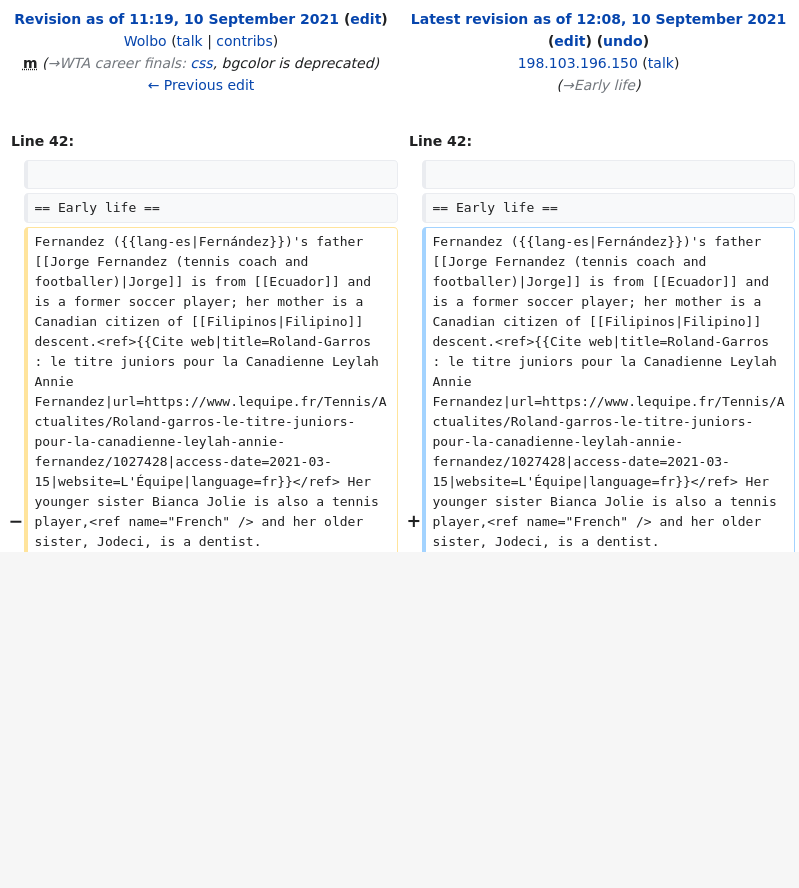 Revision as of 11:19, 10 September 2021 (edit)
Wolbo (talk | contribs)
m (→WTA career finals: css, bgcolor is deprecated)
← Previous edit
Line 42:
== Early life ==
− Fernandez ({{lang-es|Fernández}})'s father
[[Jorge Fernandez (tennis coach and
footballer)|Jorge]] is from [[Ecuador]] and
is a former soccer player; her mother is a
Canadian citizen of [[Filipinos|Filipino]]
descent.<ref>{{Cite web|title=Roland-Garros
: le titre juniors pour la Canadienne Leylah
Annie
Fernandez|url=https://www.lequipe.fr/Tennis/A
ctualites/Roland-garros-le-titre-juniors-
pour-la-canadienne-leylah-annie-
fernandez/1027428|access-date=2021-03-
15|website=L'Équipe|language=fr}}</ref> Her
younger sister Bianca Jolie is also a tennis
player,<ref name="French" /> and her older
sister, Jodeci, is a dentist.
Latest revision as of 12:08, 10 September 2021
(edit) (undo)
198.103.196.150 (talk)
(→Early life)
Line 42:
== Early life ==
+ Fernandez ({{lang-es|Fernández}})'s father
[[Jorge Fernandez (tennis coach and
footballer)|Jorge]] is from [[Ecuador]] and
is a former soccer player; her mother is a
Canadian citizen of [[Filipinos|Filipino]]
descent.<ref>{{Cite web|title=Roland-Garros
: le titre juniors pour la Canadienne Leylah
Annie
Fernandez|url=https://www.lequipe.fr/Tennis/A
ctualites/Roland-garros-le-titre-juniors-
pour-la-canadienne-leylah-annie-
fernandez/1027428|access-date=2021-03-
15|website=L'Équipe|language=fr}}</ref> Her
younger sister Bianca Jolie is also a tennis
player,<ref name="French" /> and her older
sister, Jodeci, is a dentist.